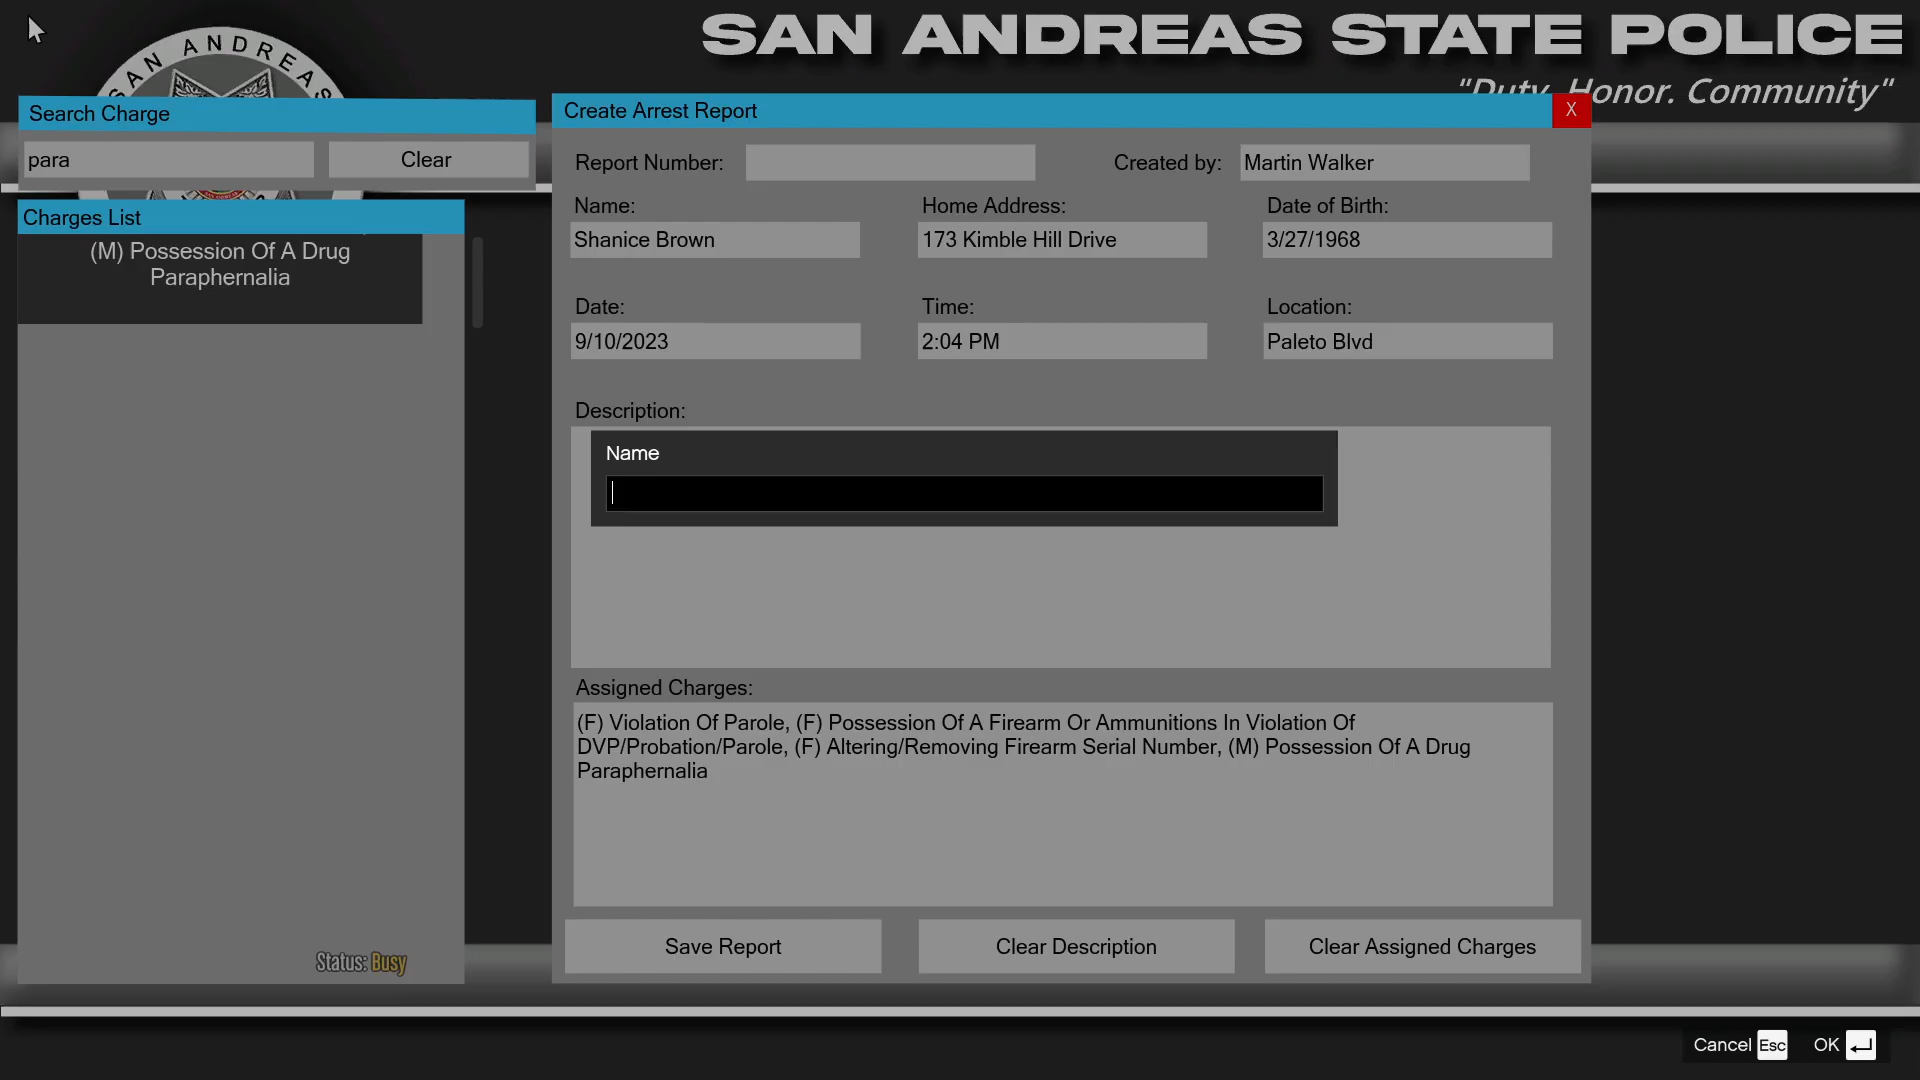 SAN ANDREAS STATE POLICE
"Duty. Honor. Community"
SAN ANDREAS
Search Charge
para
Clear
Charges List
(M) Possession Of A Drug
Paraphernalia
Status: Busy
Create Arrest Report
X
Report Number:
Created by: Martin Walker
Name:
Home Address:
Date of Birth:
Shanice Brown
173 Kimble Hill Drive
3/27/1968
Date:
Time:
Location:
9/10/2023
2:04 PM
Paleto Blvd
Description:
Name
Assigned Charges:
(F) Violation Of Parole, (F) Possession Of A Firearm Or Ammunitions In Violation Of
DVP/Probation/Parole, (F) Altering/Removing Firearm Serial Number, (M) Possession Of A Drug
Paraphernalia
Save Report
Clear Description
Clear Assigned Charges
Cancel Esc
OK